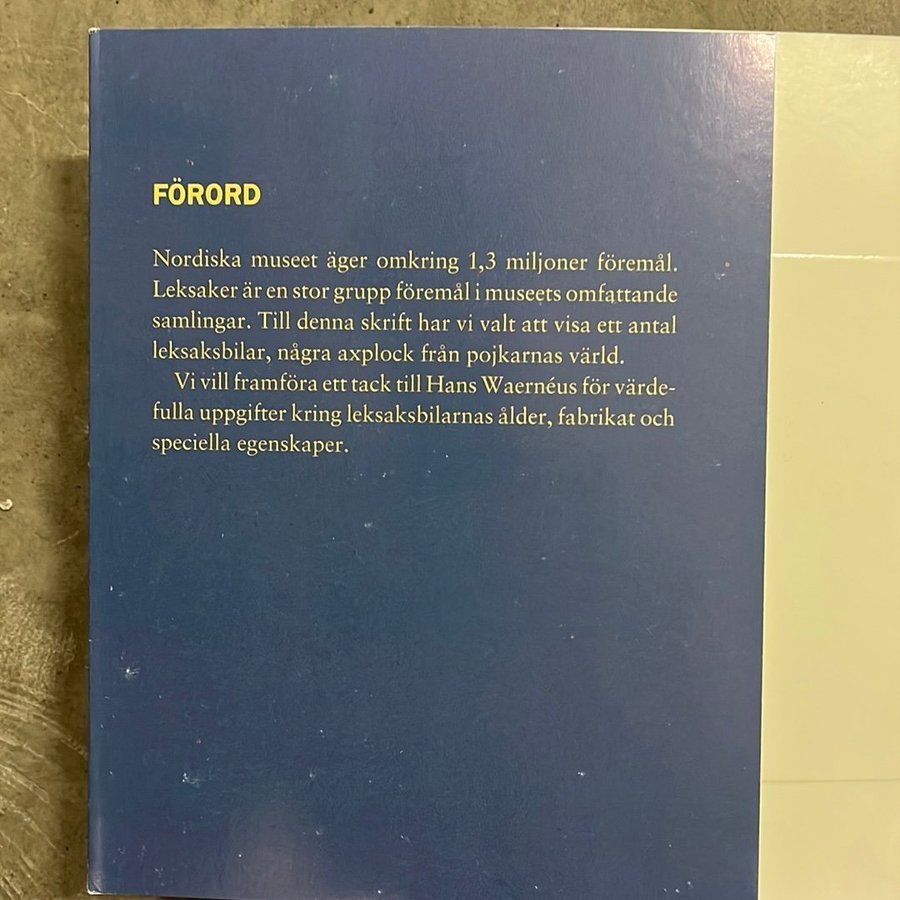 FÖRORD
Nordiska museet äger omkring 1,3 miljoner föremål.
Leksaker är en stor grupp föremål i museets omfattande
samlingar. Till denna skrift har vi valt att visa ett antal
leksaksbilar, några axplock från pojkarnas värld.
Vi vill framföra ett tack till Hans Waernéus för värde-
fulla uppgifter kring leksaksbilarnas ålder, fabrikat och
speciella egenskaper.